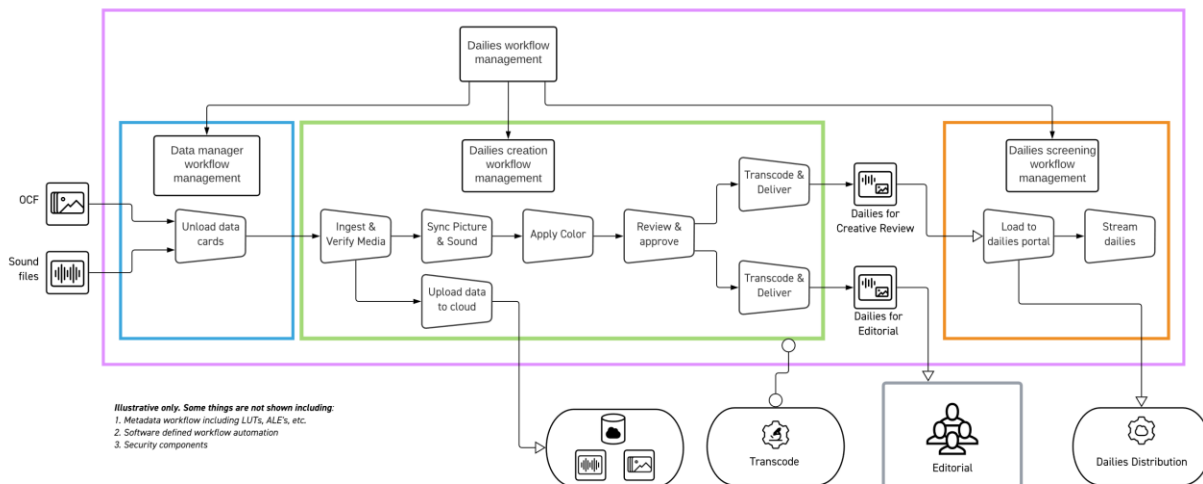 Dailies workflow
management
Data manager
workflow
management
Dailies creation
workflow
management
Dailies screening
workflow
management
OCF
Sound
files
Unload data
cards
Ingest &
Verify Media
Sync Picture
& Sound
Apply Color
Review &
approve
Transcode &
Deliver
Dailies for
Creative Review
Load to
dailies portal
Stream
dailies
Upload data
to cloud
Transcode &
Deliver
Dailies for
Editorial
Illustrative only. Some things are not shown including:
1. Metadata workflow including LUTs, ALE's, etc.
2. Software defined workflow automation
3. Security components
Transcode
Editorial
Dailies Distribution